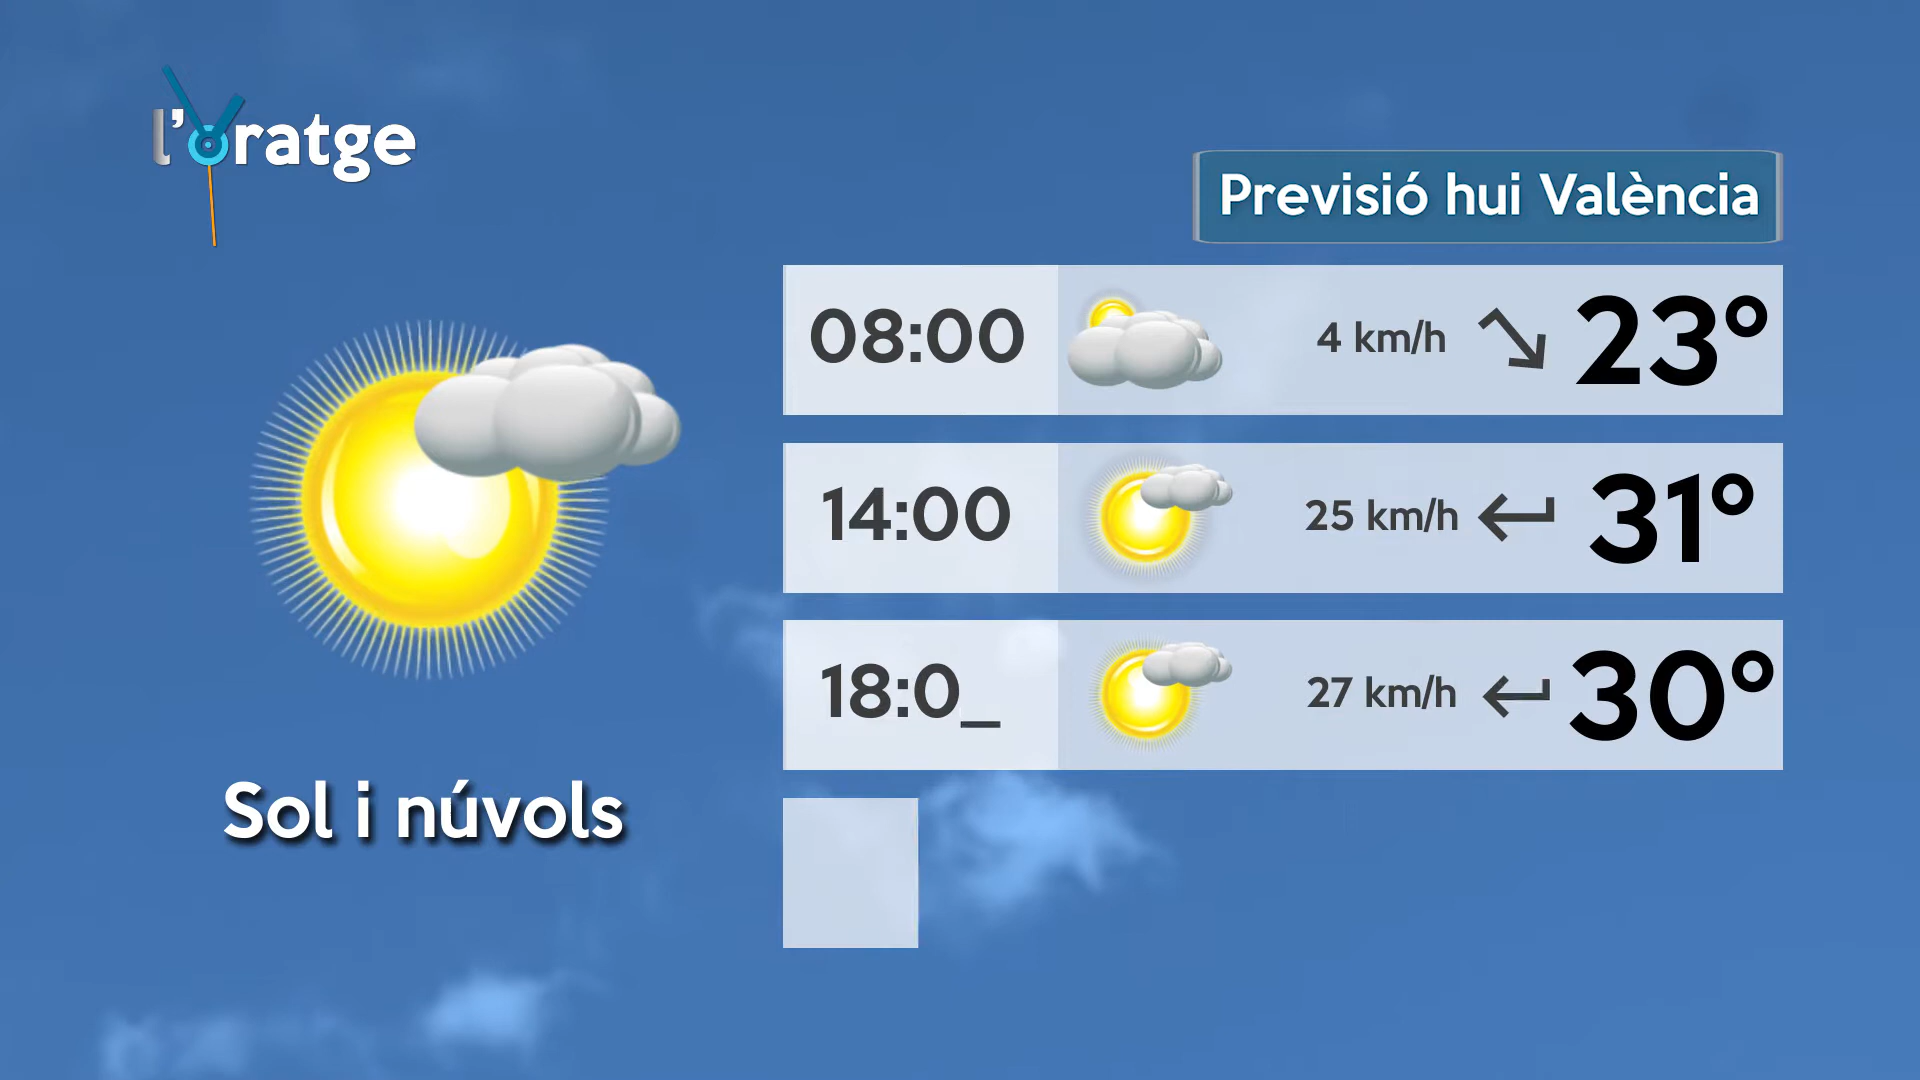 l'oratge
Previsió hui València
08:00 4 km/h 23°
14:00 25 km/h 31°
18:0_ 27 km/h 30°
Sol i núvols